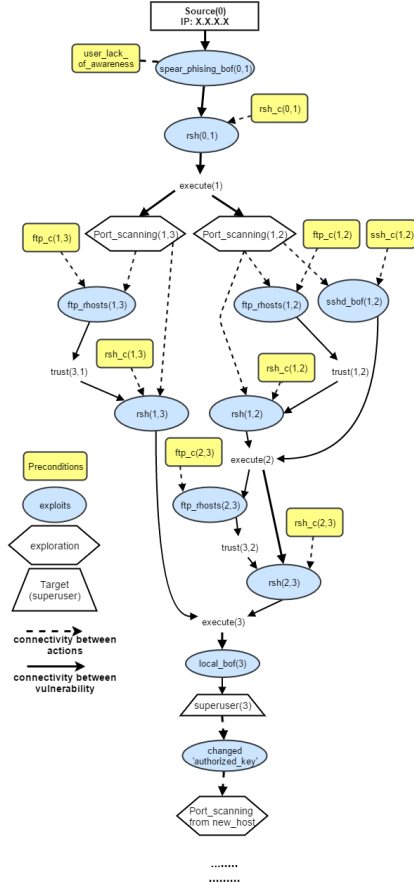 Source(0)
IP: X.X.X.X
user_lack_
of_awareness
spear_phising_bof(0,1)
rsh_c(0,1)
rsh(0,1)
execute(1)
ftp_c(1,3)
Port_scanning(1,3)
Port_scanning(1,2)
ftp_c(1,2)
ssh_c(1,2)
ftp_rhosts(1,3)
ftp_rhosts(1,2)
sshd_bof(1,2)
rsh_c(1,3)
trust(3,1)
rsh_c(1,2)
trust(1,2)
rsh(1,3)
rsh(1,2)
ftp_c(2,3)
execute(2)
Preconditions
exploits
ftp_rhosts(2,3)
rsh_c(2,3)
exploration
trust(3,2)
Target
(superuser)
rsh(2,3)
execute(3)
connectivity between
actions
connectivity between
vulnerability
local_bof(3)
superuser(3)
changed
'authorized_key'
Port_scanning
from new_host
........
.........